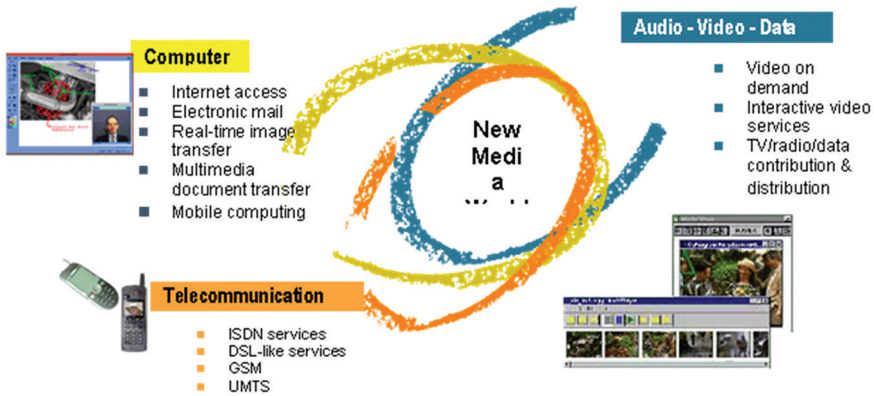 Computer
Internet access
Electronic mail
Real-time image
transfer
Multimedia
document transfer
Mobile computing
New
Medi
a
Audio - Video - Data
Video on
demand
Interactive video
services
TV/radio/data
contribution &
distribution
Telecommunication
ISDN services
DSL-like services
GSM
UMTS